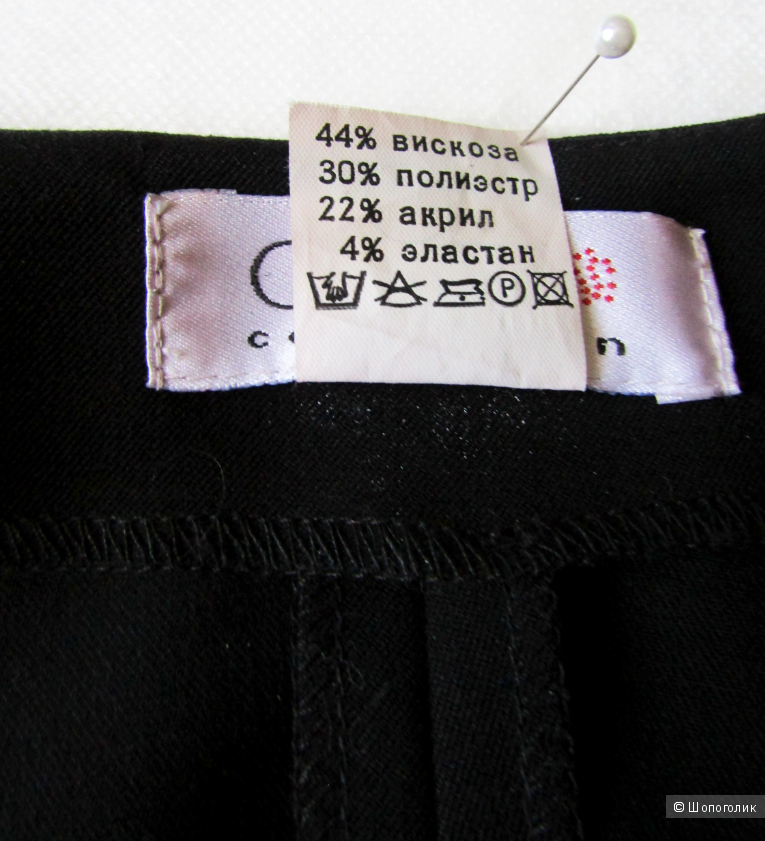 44% вискоза
30% полиэстр
22% акрил
4% эластан
P
© Шопоголик